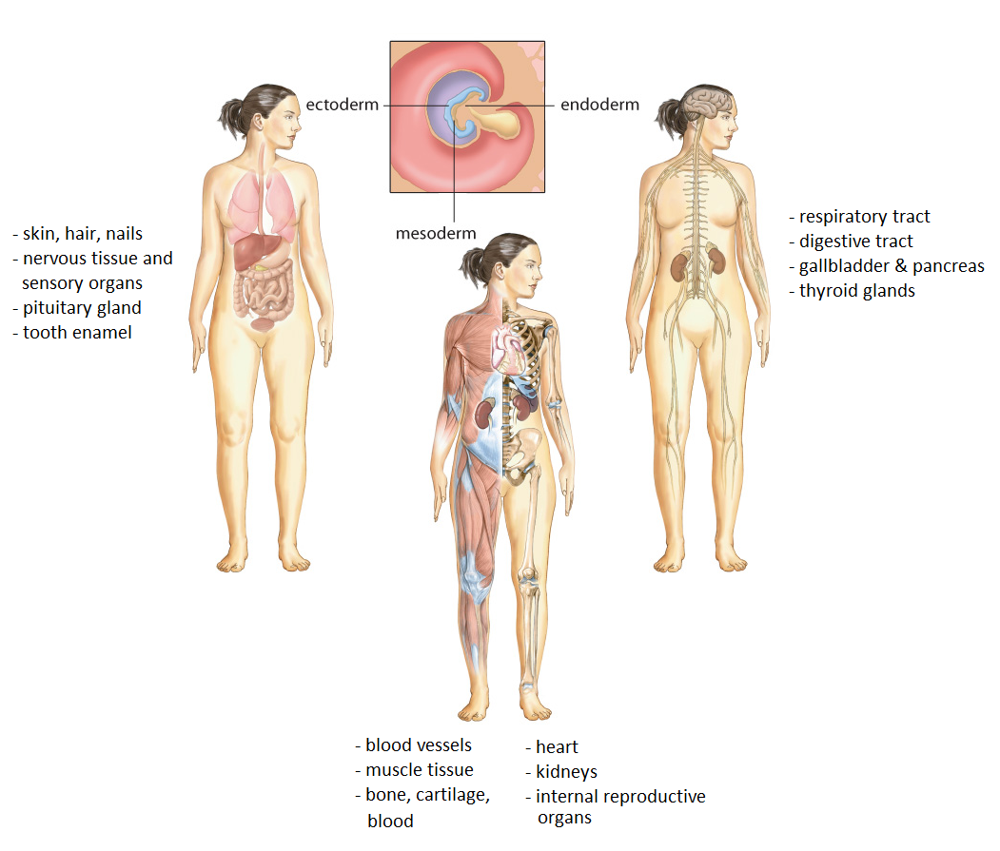 ectoderm
endoderm
mesoderm
- skin, hair, nails
- nervous tissue and
sensory organs
- pituitary gland
- tooth enamel
- respiratory tract
- digestive tract
- gallbladder & pancreas
- thyroid glands
- blood vessels
- muscle tissue
- bone, cartilage,
blood
- heart
- kidneys
- internal reproductive
organs